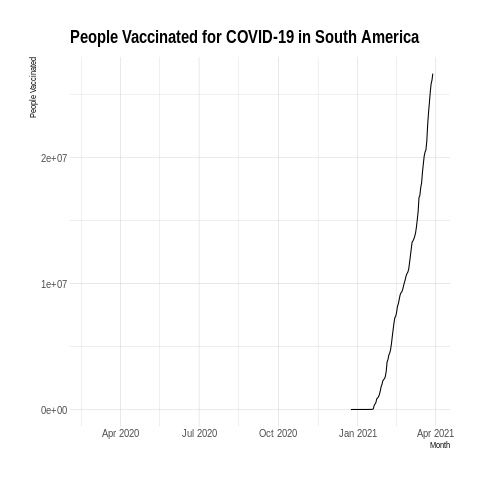 People Vaccinated for COVID-19 in South America
People Vaccinated
2e+07
1e+07
0e+00
Apr 2020
Jul 2020
Oct 2020
Jan 2021
Apr 2021
Month